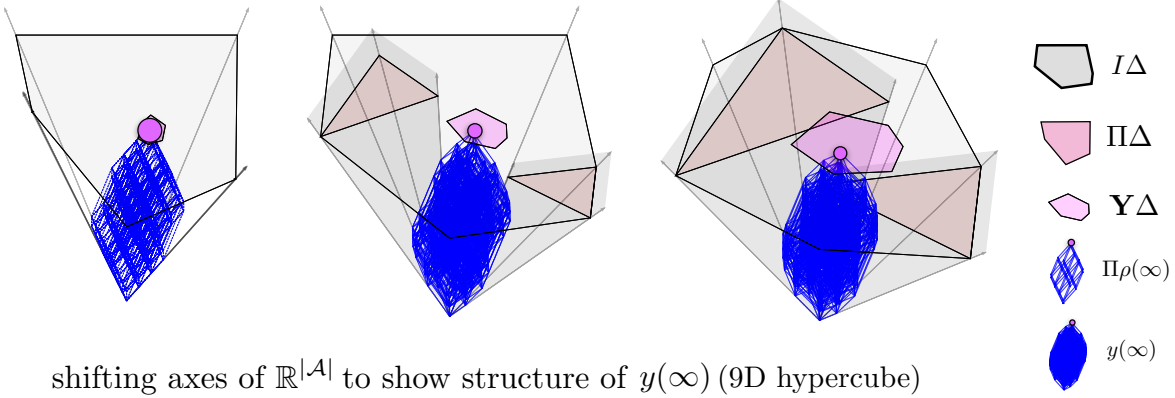 IΔ
ΠΔ
YΔ
Πρ(∞)
y(∞)
shifting axes of ℝ^|𝒜| to show structure of y(∞) (9D hypercube)